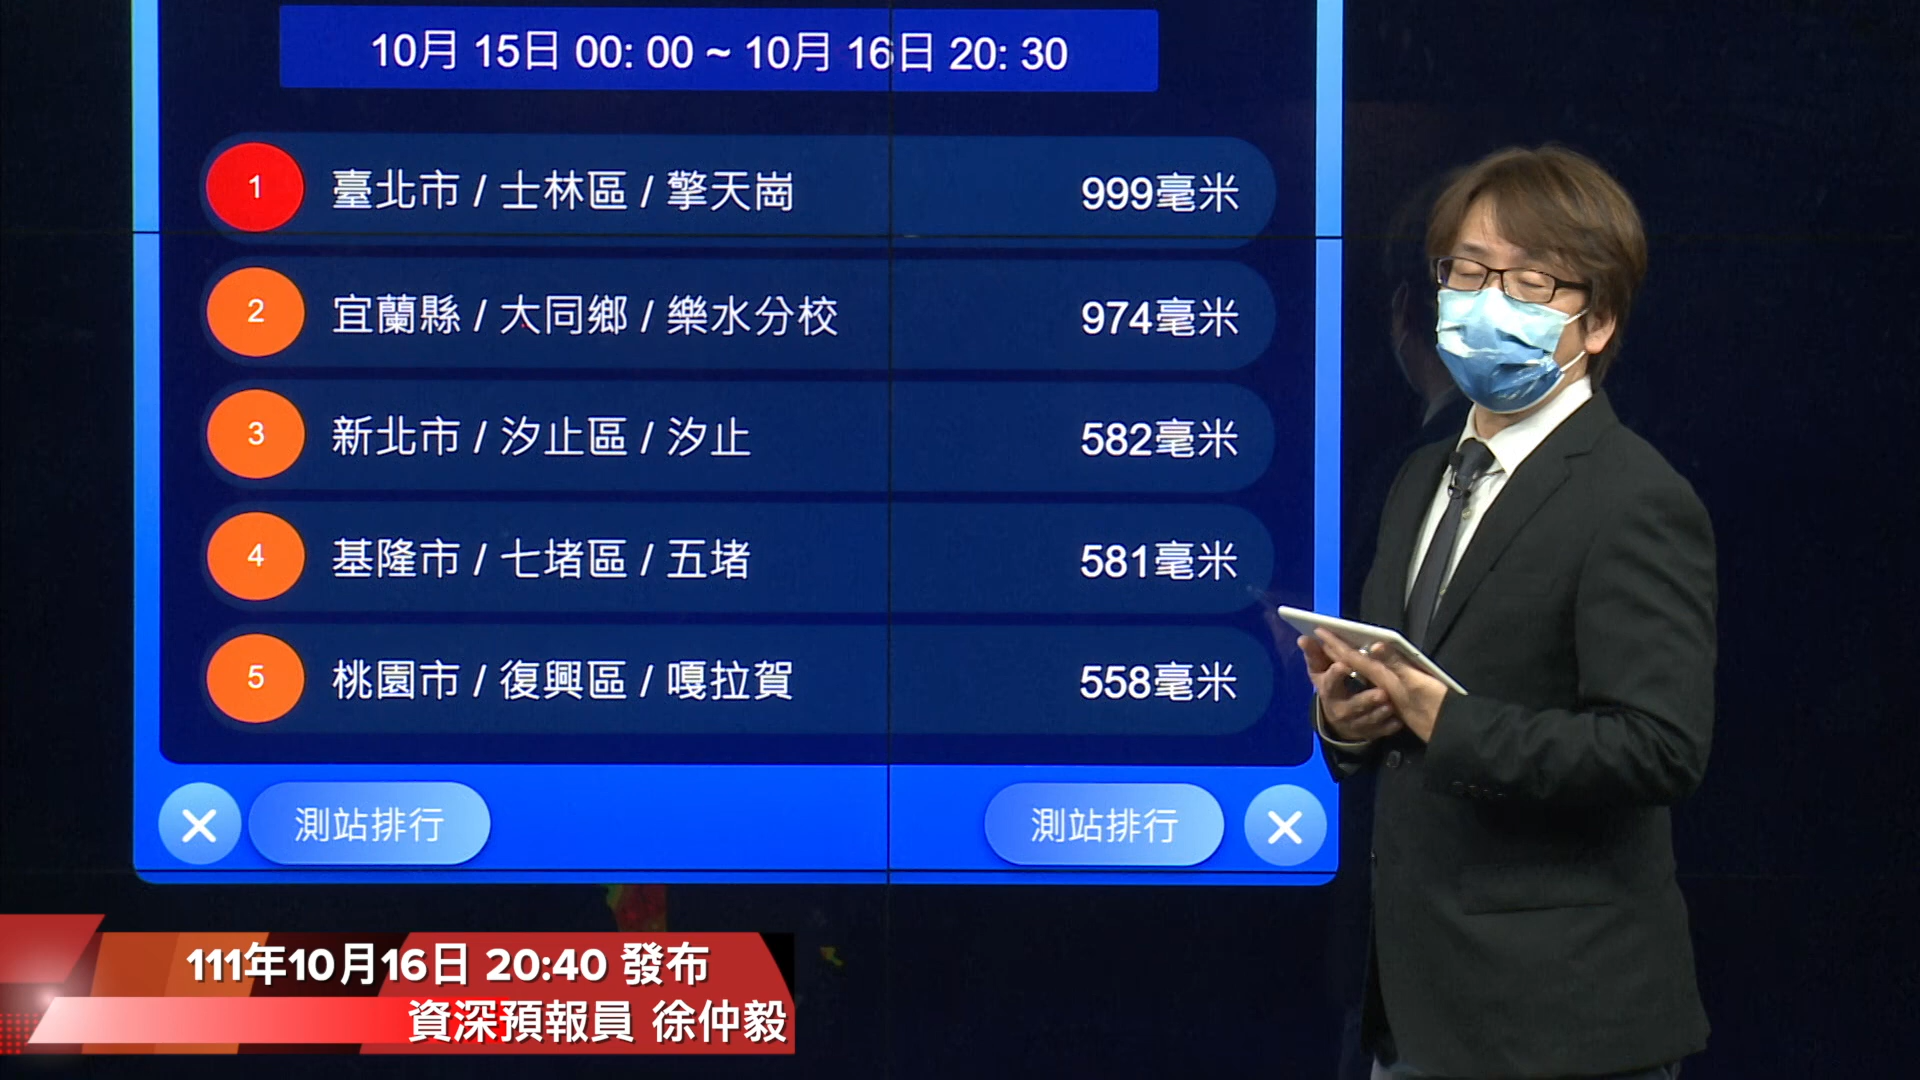 10月 15日 00: 00 ~ 10月 16日 20: 30
1 臺北市 / 士林區 / 擎天崗 999毫米
2 宜蘭縣 / 大同鄉 / 樂水分校 974毫米
3 新北市 / 汐止區 / 汐止 582毫米
4 基隆市 / 七堵區 / 五堵 581毫米
5 桃園市 / 復興區 / 嘎拉賀 558毫米
測站排行 測站排行
111年10月16日 20:40 發布
資深預報員 徐仲毅